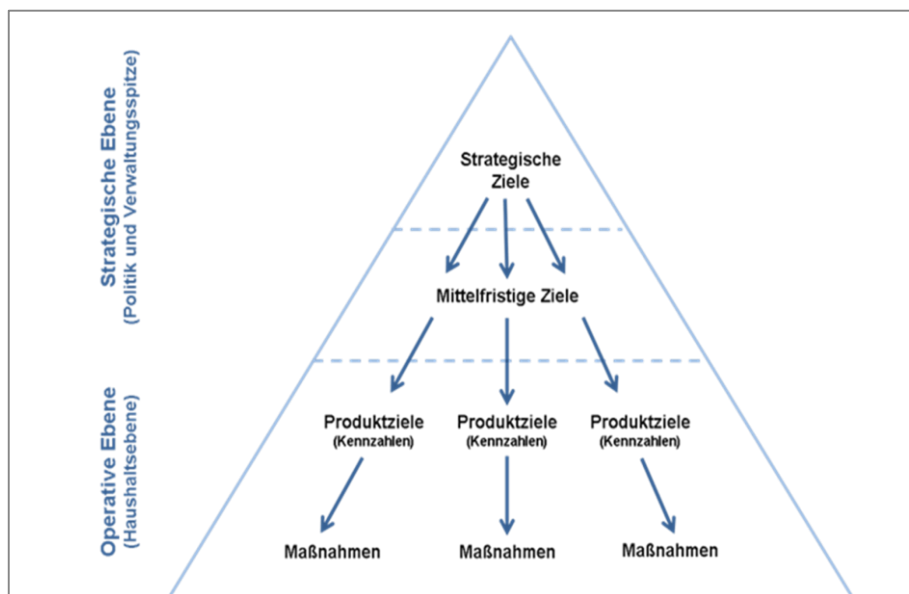 Strategische Ebene
(Politik und Verwaltungsspitze)
Strategische
Ziele
Mittelfristige Ziele
Operative Ebene
(Haushaltsebene)
Produktziele Produktziele Produktziele
(Kennzahlen) (Kennzahlen) (Kennzahlen)
Maßnahmen Maßnahmen Maßnahmen